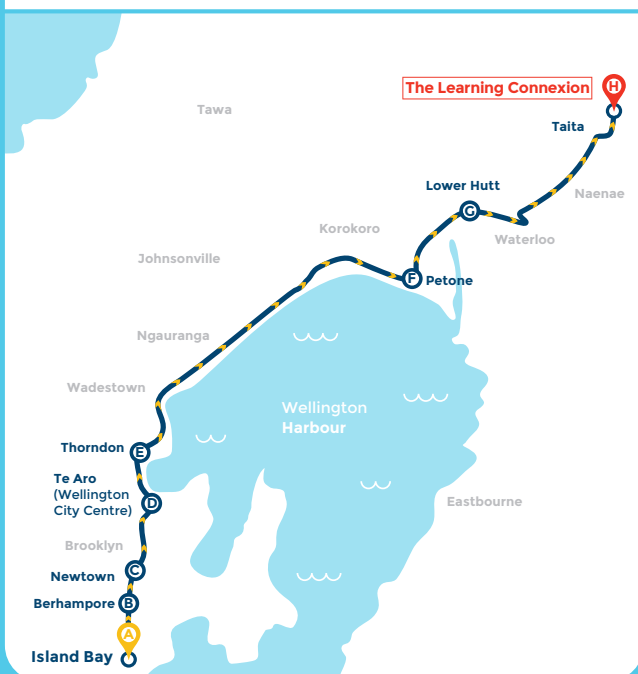 Tawa
The Learning Connexion
H
Taita
Lower Hutt
G
Naenae
Waterloo
Korokoro
Johnsonville
F
Petone
Ngauranga
Wadestown
Wellington
Harbour
Thorndon
E
Te Aro
(Wellington
City Centre)
D
Eastbourne
Brooklyn
Newtown
C
Berhampore
B
A
Island Bay